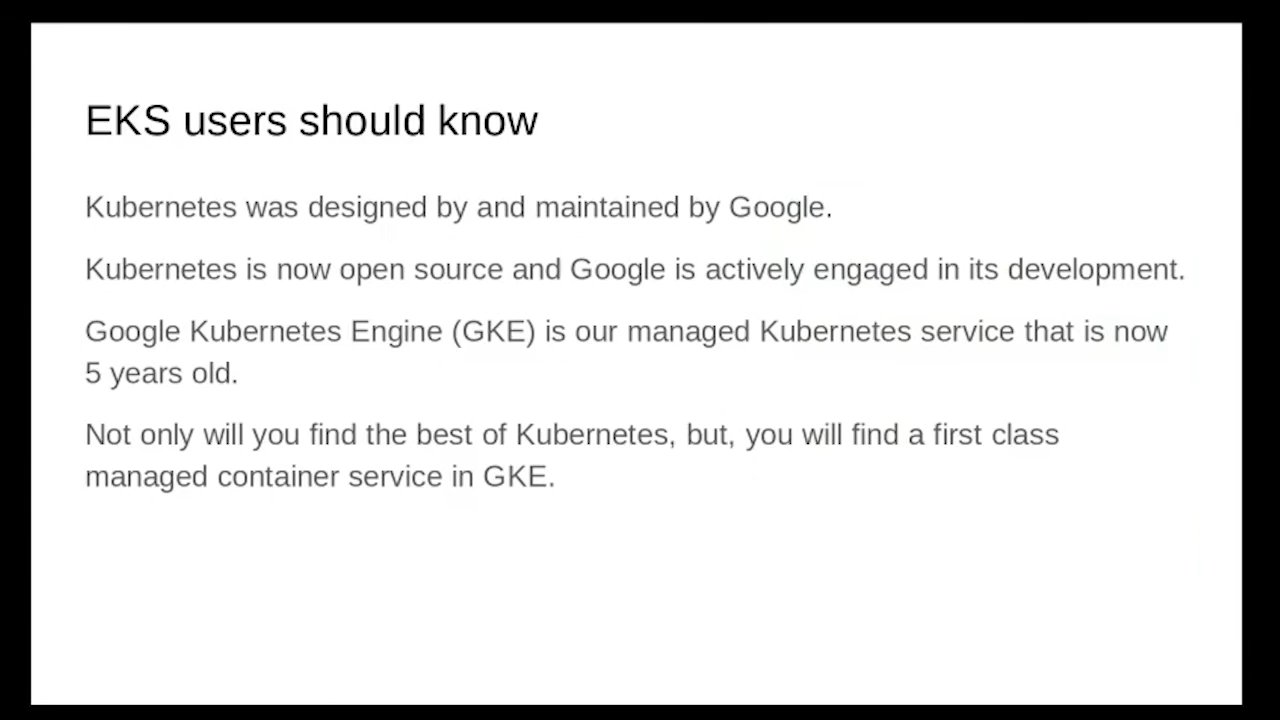 EKS users should know
Kubernetes was designed by and maintained by Google.
Kubernetes is now open source and Google is actively engaged in its development.
Google Kubernetes Engine (GKE) is our managed Kubernetes service that is now
5 years old.
Not only will you find the best of Kubernetes, but, you will find a first class
managed container service in GKE.